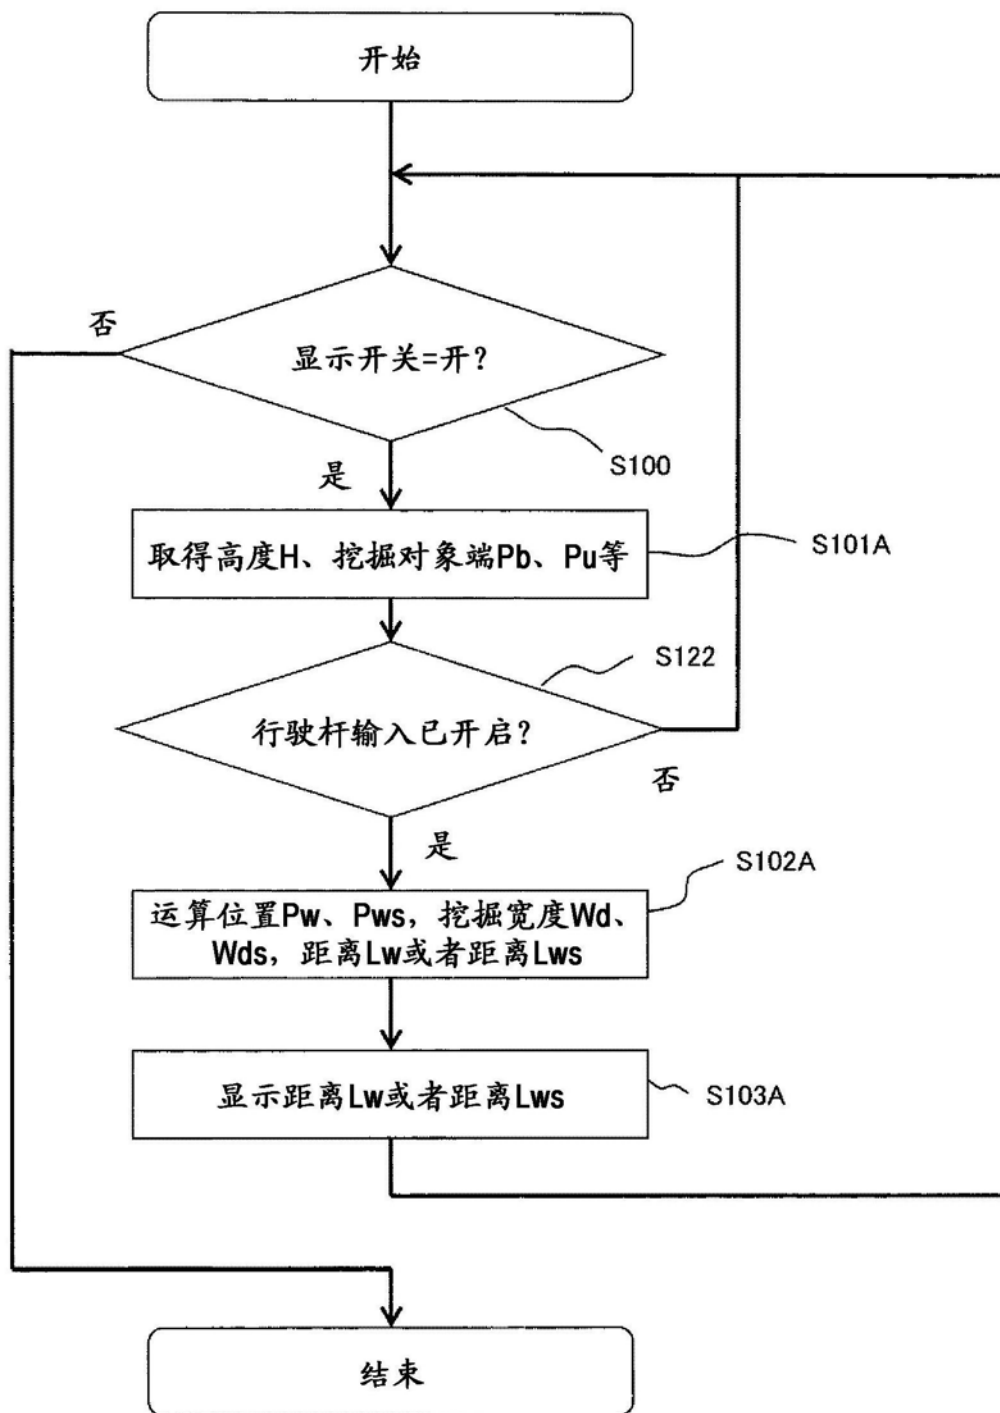 开始
否
显示开关=开?
S100
是
取得高度H、挖掘对象端Pb、Pu等
S101A
S122
行驶杆输入已开启?
否
是
S102A
运算位置Pw、Pws，挖掘宽度Wd、
Wds，距离Lw或者距离Lws
显示距离Lw或者距离Lws
S103A
结束